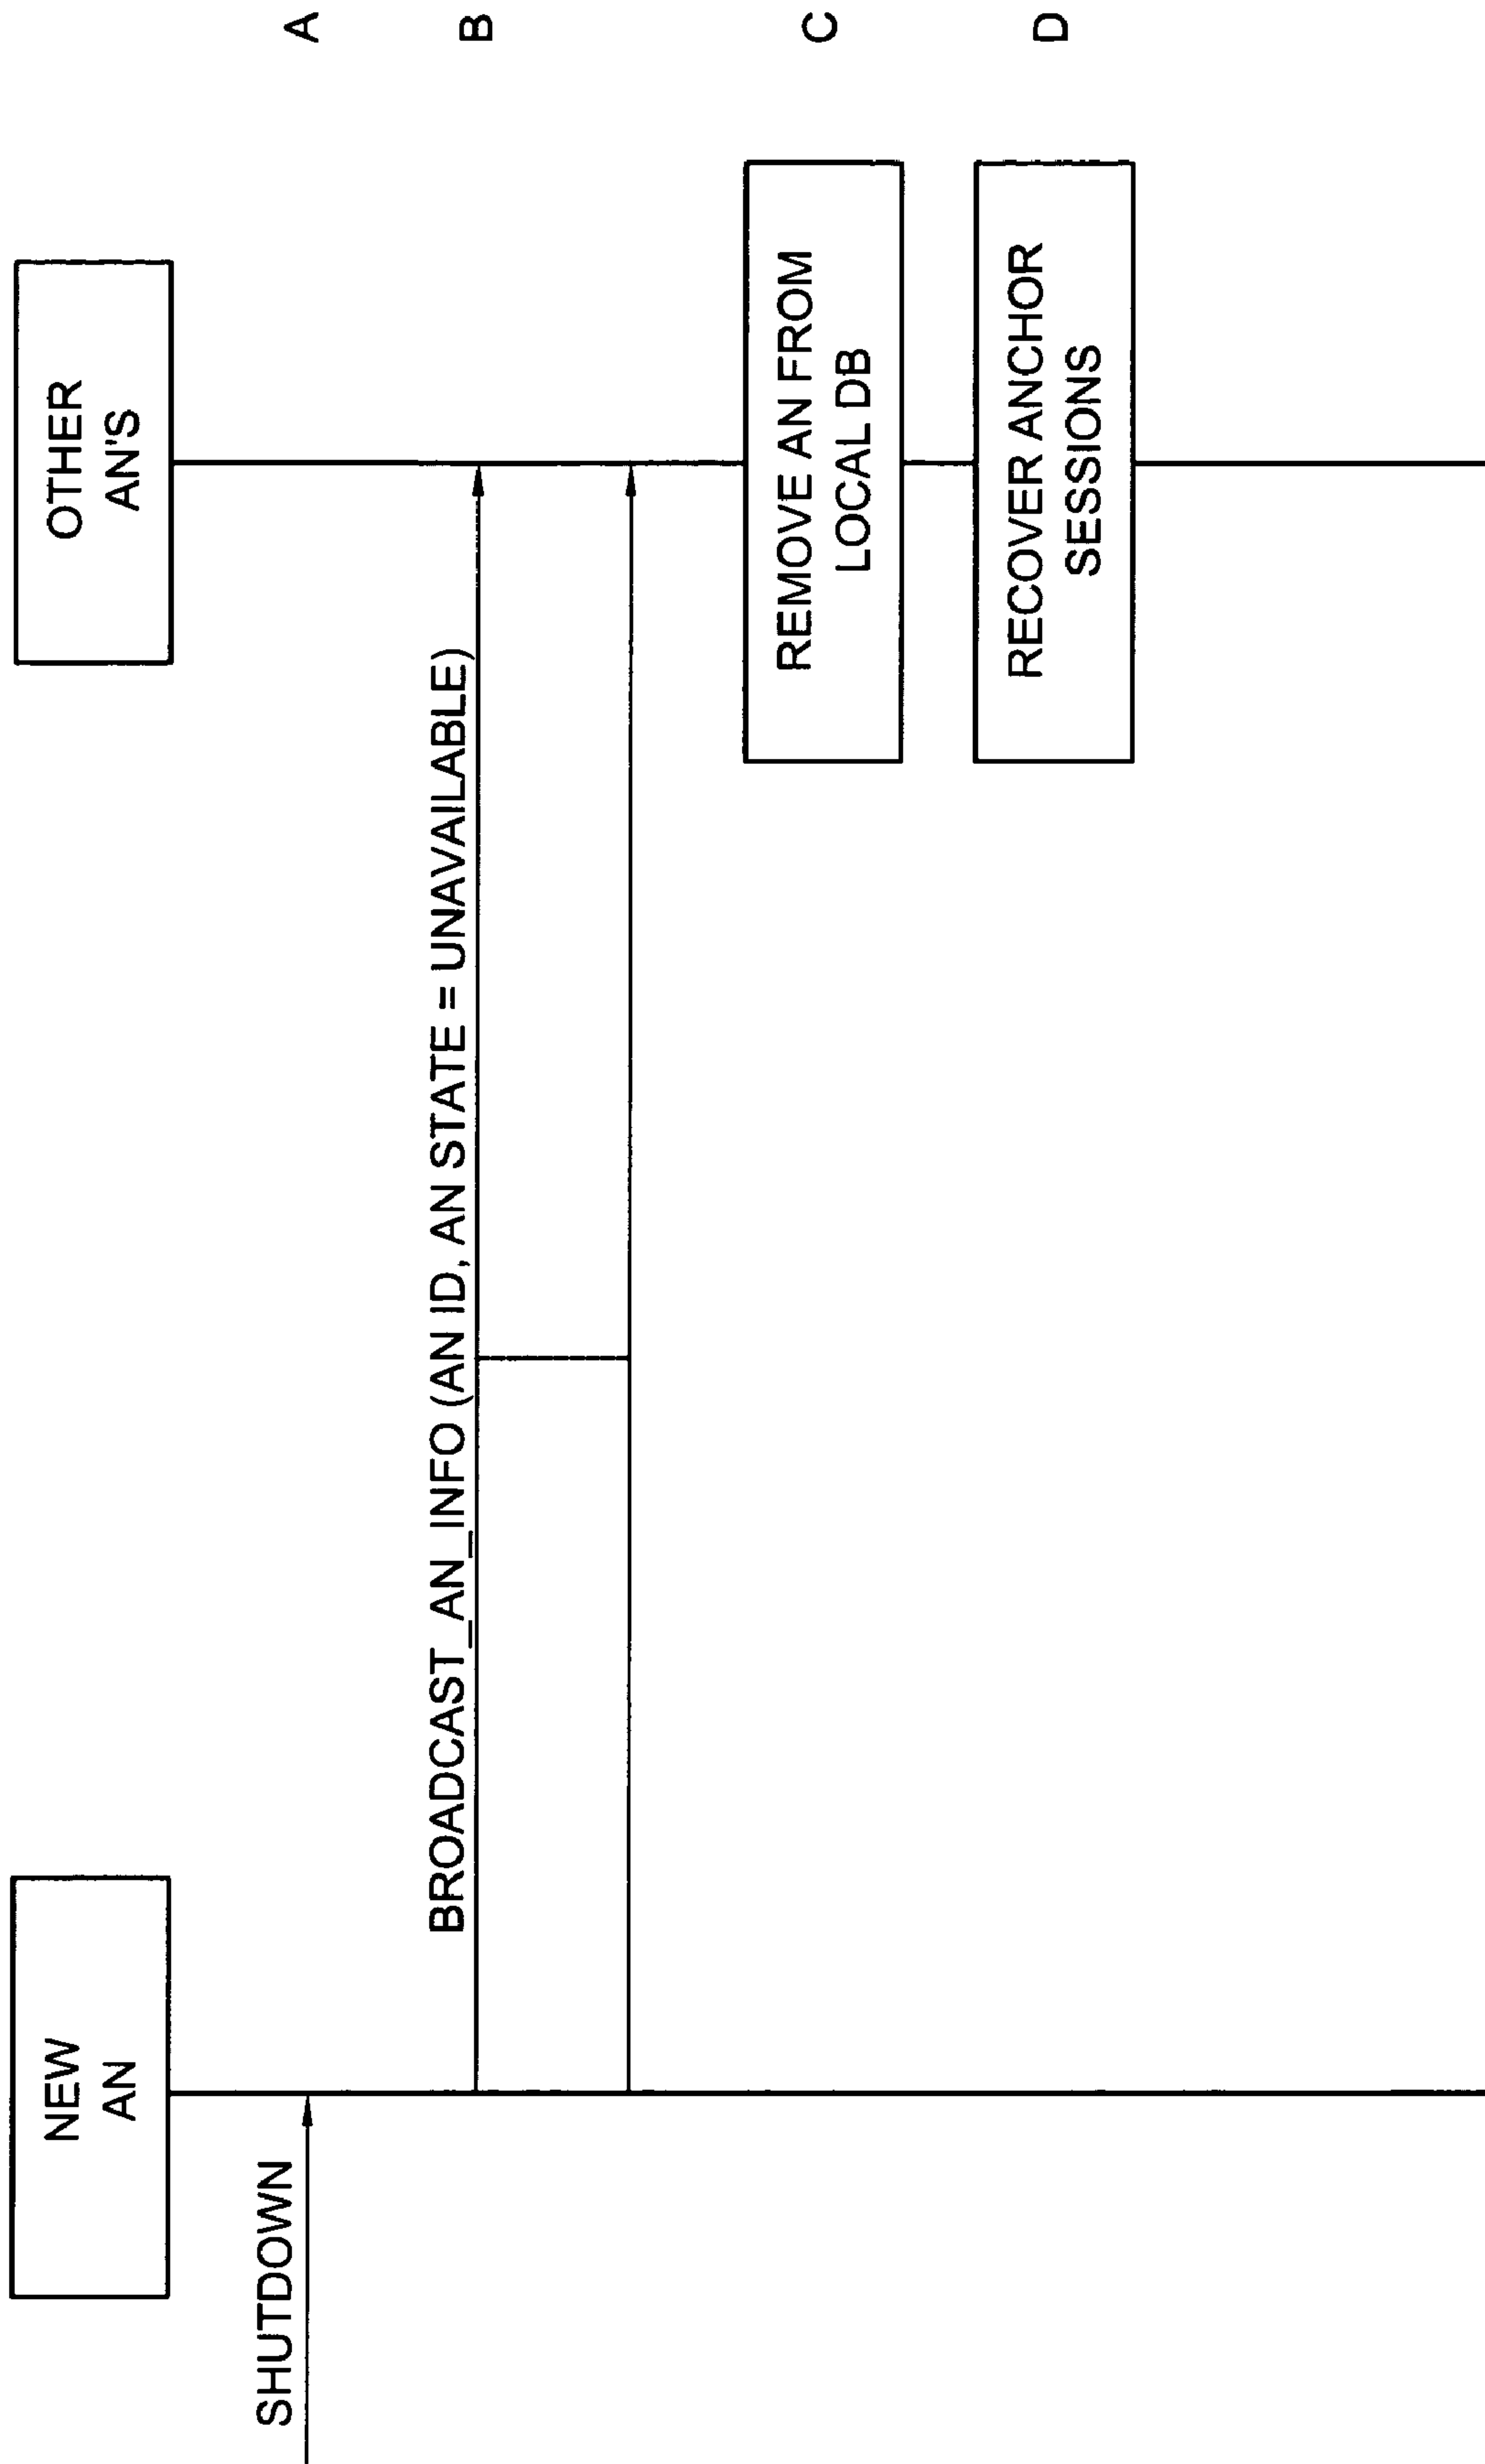 NEW
AN
OTHER
AN'S
SHUTDOWN
A
BROADCAST_AN_INFO (AN ID, AN STATE = UNAVAILABLE)
B
REMOVE AN FROM
LOCAL DB
C
RECOVER ANCHOR
SESSIONS
D